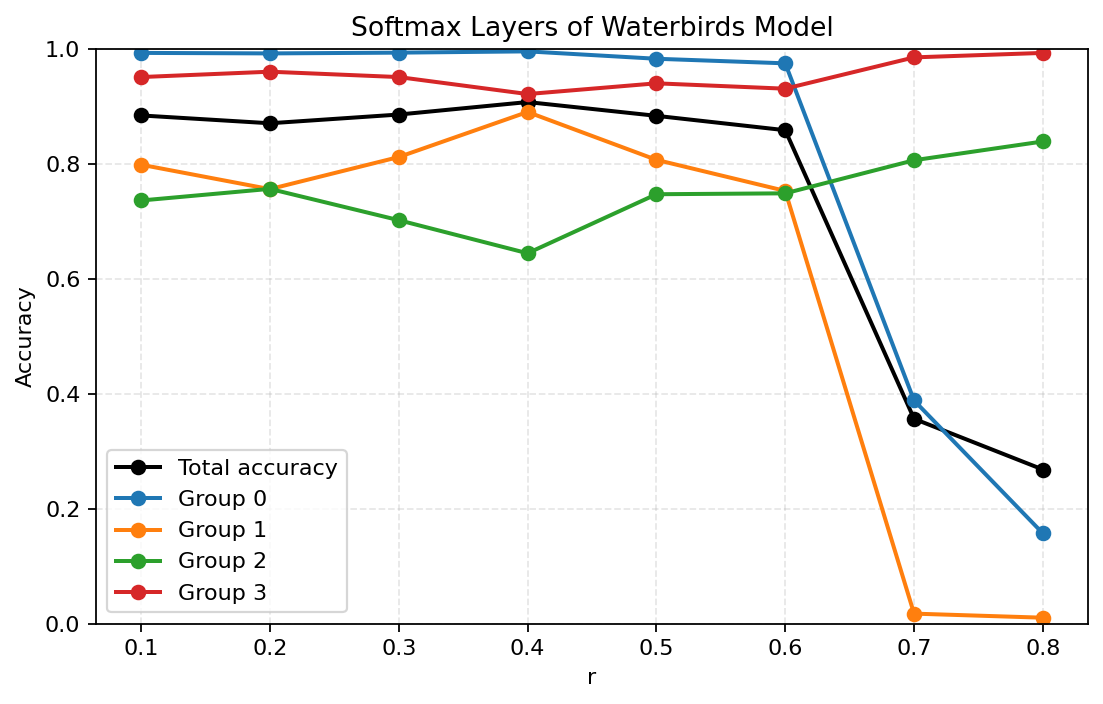 Softmax Layers of Waterbirds Model
Accuracy
1.0
0.8
0.6
0.4
0.2
0.0
Total accuracy
Group 0
Group 1
Group 2
Group 3
0.1 0.2 0.3 0.4 0.5 0.6 0.7 0.8
r